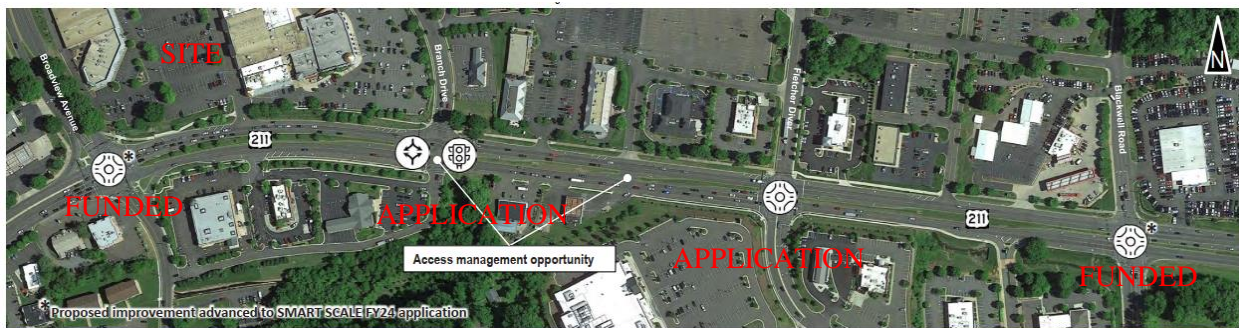 SITE
N
Broadview Avenue
Branch Drive
Fletcher Drive
Blackwell Road
211
*
FUNDED
APPLICATION
211
*
APPLICATION
FUNDED
Access management opportunity
* Proposed improvement advanced to SMART SCALE FY24 application